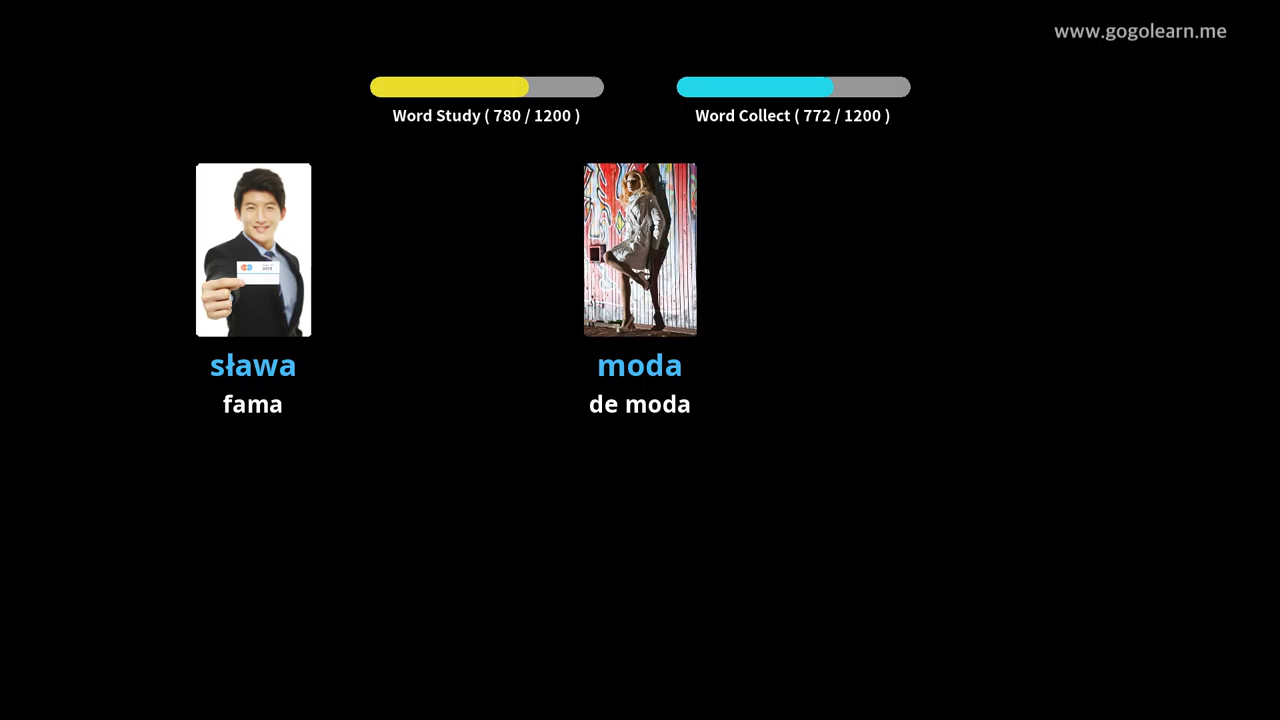 www.gogolearn.me
Word Study ( 780 / 1200 )
Word Collect ( 772 / 1200 )
sława
moda
fama
de moda